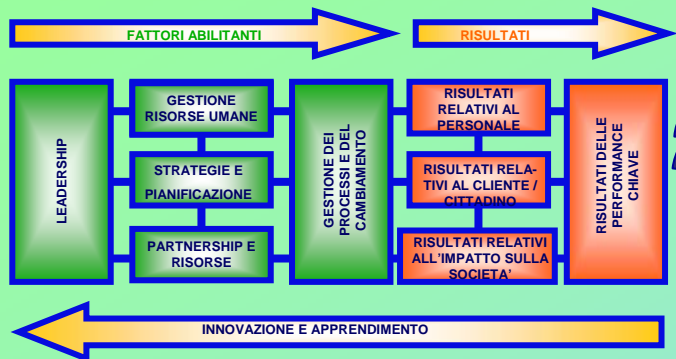 FATTORI ABILITANTI
RISULTATI
LEADERSHIP
GESTIONE
RISORSE UMANE
STRATEGIE E
PIANIFICAZIONE
PARTNERSHIP E
RISORSE
GESTIONE DEI
PROCESSI E DEL
CAMBIAMENTO
RISULTATI
RELATIVI AL
PERSONALE
RISULTATI RELA-
TIVI AL CLIENTE /
CITTADINO
RISULTATI RELATIVI
ALL'IMPATTO SULLA
SOCIETA'
RISULTATI DELLE
PERFORMANCE
CHIAVE
INNOVAZIONE E APPRENDIMENTO